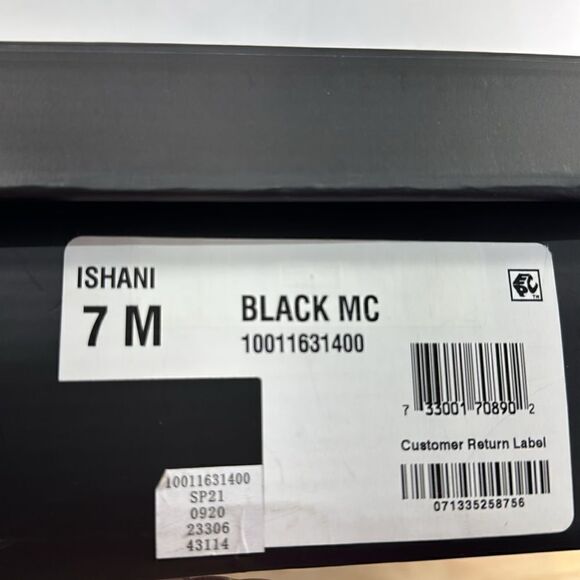 ISHANI
7 M
BLACK MC
10011631400
7 33001 70890 2
Customer Return Label
071335258756
10011631400
SP21
0920
23306
43114